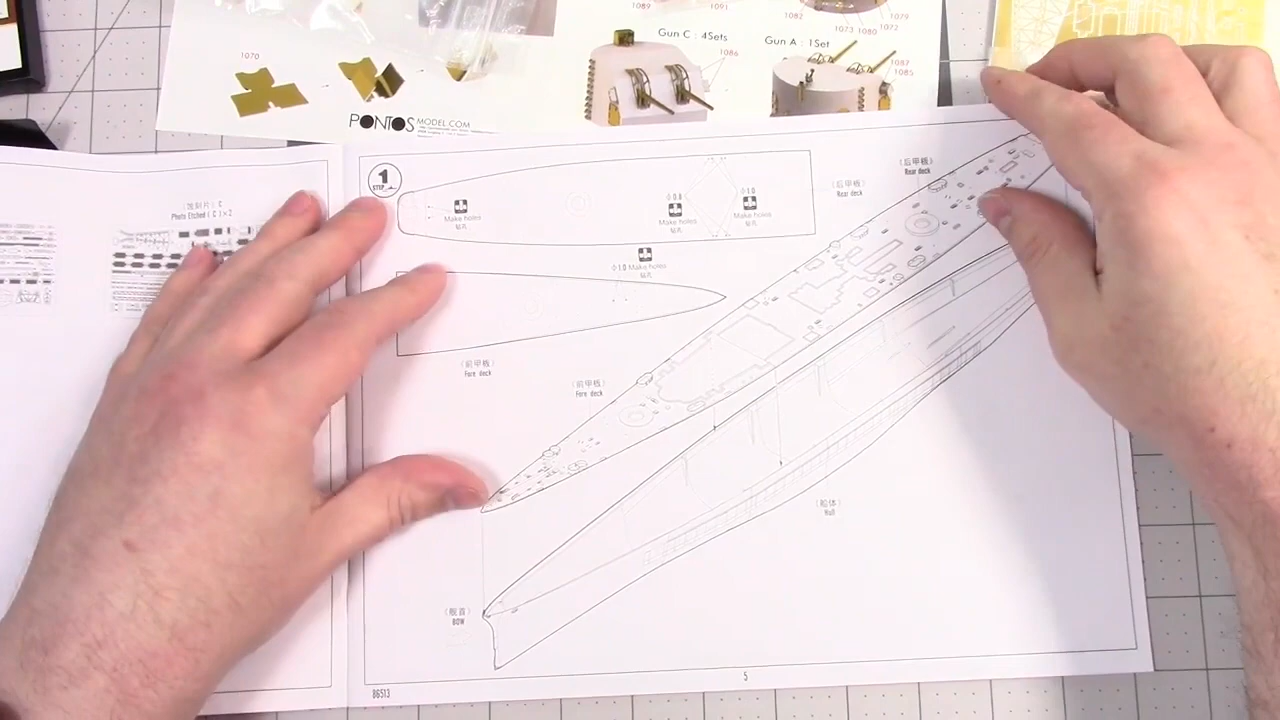 1089
1091
1082
1079
1072
1073
1080
1070
Gun C : 4Sets
1086
Gun A : 1Set
1087
1085
PONTOS MODEL.COM
(蚀刻片) C
Photo Etched ( C )×2
1
STEP
Make holes
钻孔
Φ0.8
Make holes
钻孔
Φ1.0
Make holes
钻孔
(后甲板)
Rear deck
(后甲板)
Rear deck
Φ1.0 Make holes
钻孔
(前甲板)
Fore deck
(前甲板)
Fore deck
(船体)
Hull
(舰首)
BOW
B6513
5